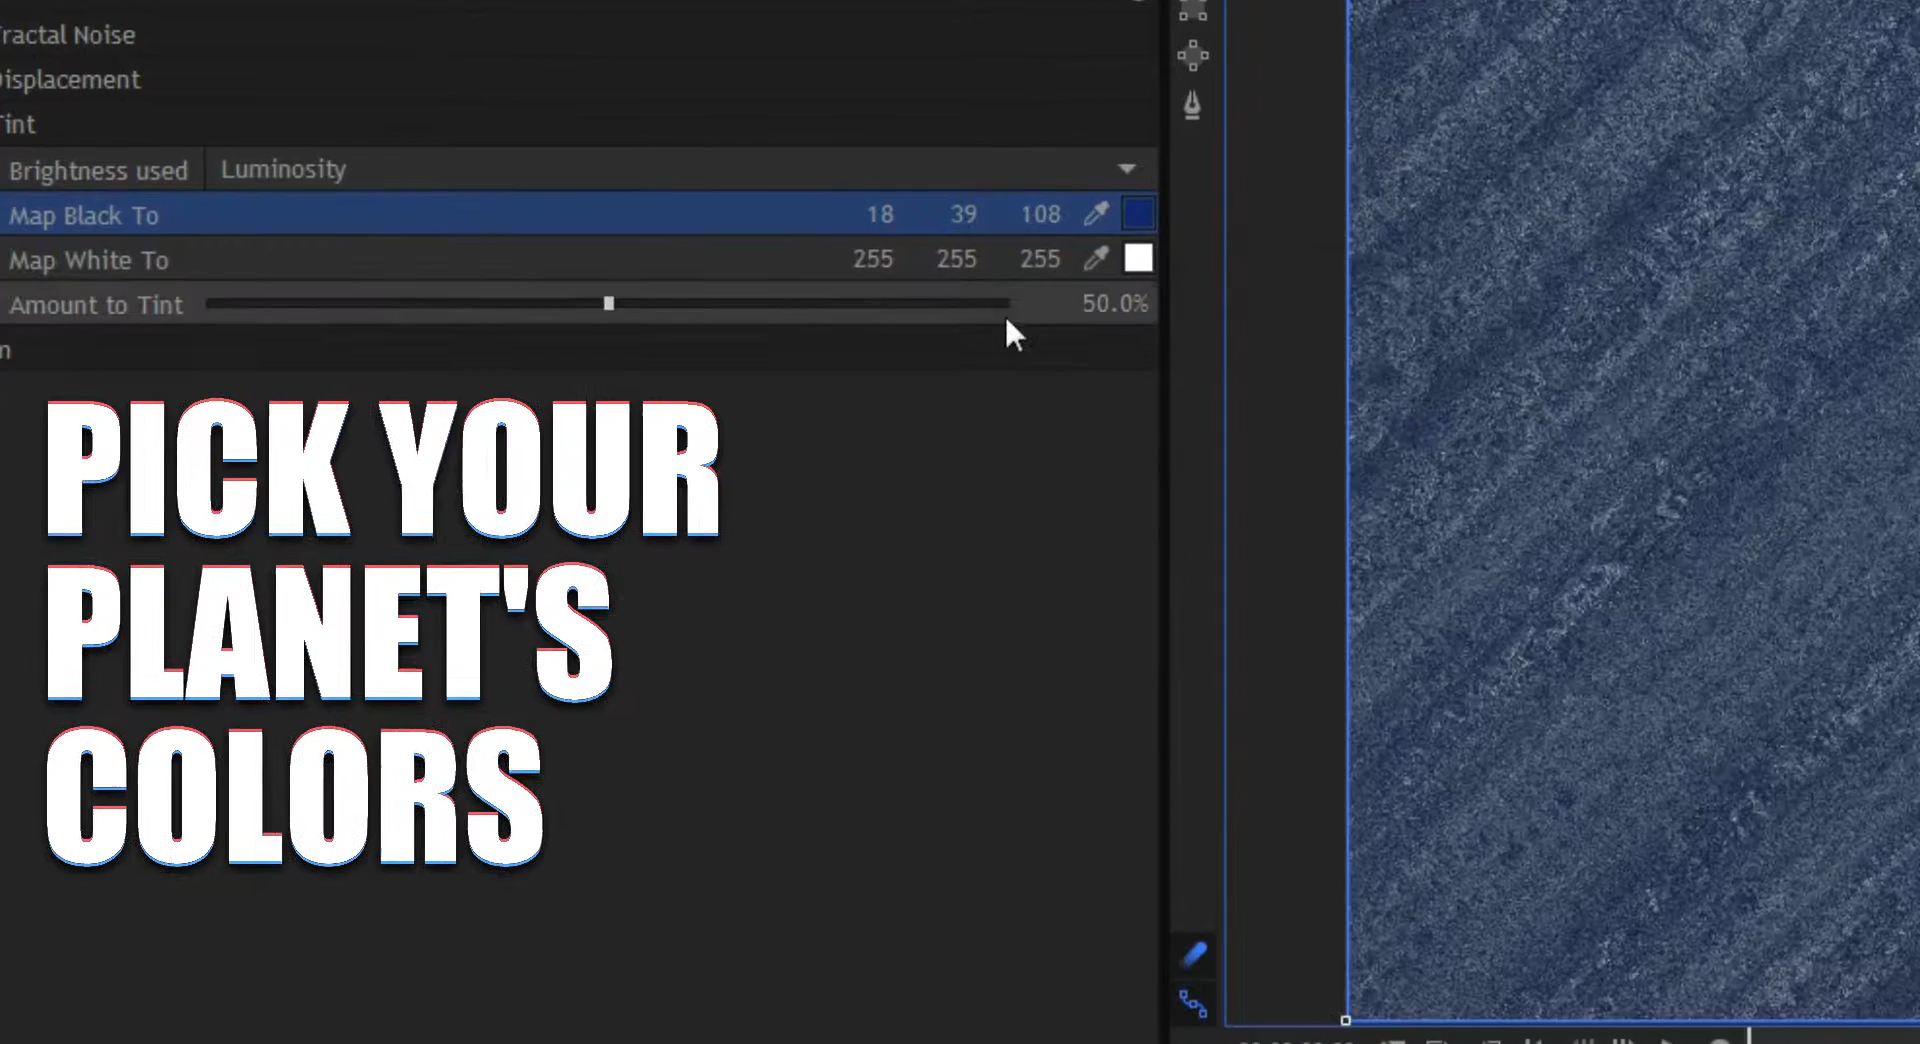 ractal Noise
isplacement
Tint
Brightness used Luminosity
Map Black To 18 39 108
Map White To 255 255 255
Amount to Tint 50.0%
n
PICK YOUR
PLANET'S
COLORS